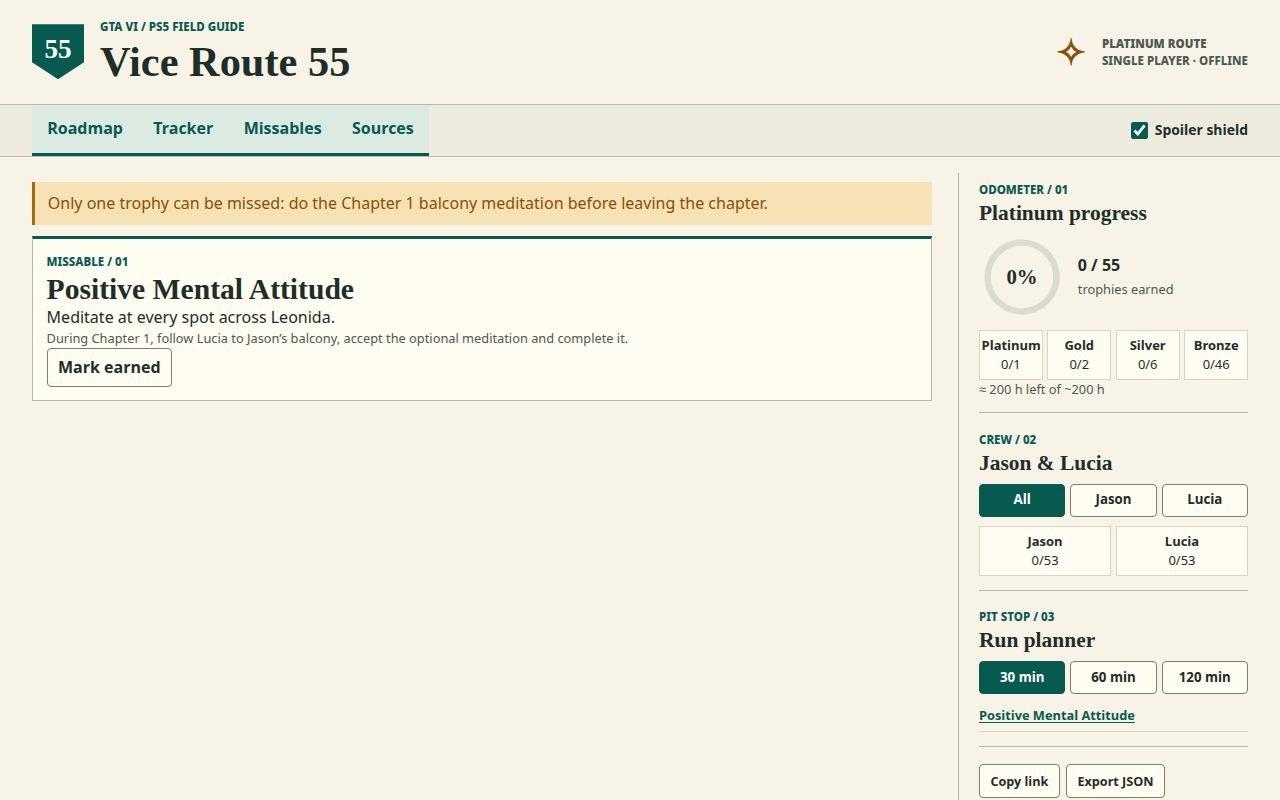 55
GTA VI / PS5 FIELD GUIDE
Vice Route 55
PLATINUM ROUTE
SINGLE PLAYER · OFFLINE
Roadmap
Tracker
Missables
Sources
Spoiler shield
Only one trophy can be missed: do the Chapter 1 balcony meditation before leaving the chapter.
MISSABLE / 01
Positive Mental Attitude
Meditate at every spot across Leonida.
During Chapter 1, follow Lucia to Jason’s balcony, accept the optional meditation and complete it.
Mark earned
ODOMETER / 01
Platinum progress
0%
0 / 55
trophies earned
Platinum
0/1
Gold
0/2
Silver
0/6
Bronze
0/46
≈ 200 h left of ~200 h
CREW / 02
Jason & Lucia
All
Jason
Lucia
Jason
0/53
Lucia
0/53
PIT STOP / 03
Run planner
30 min
60 min
120 min
Positive Mental Attitude
Copy link
Export JSON